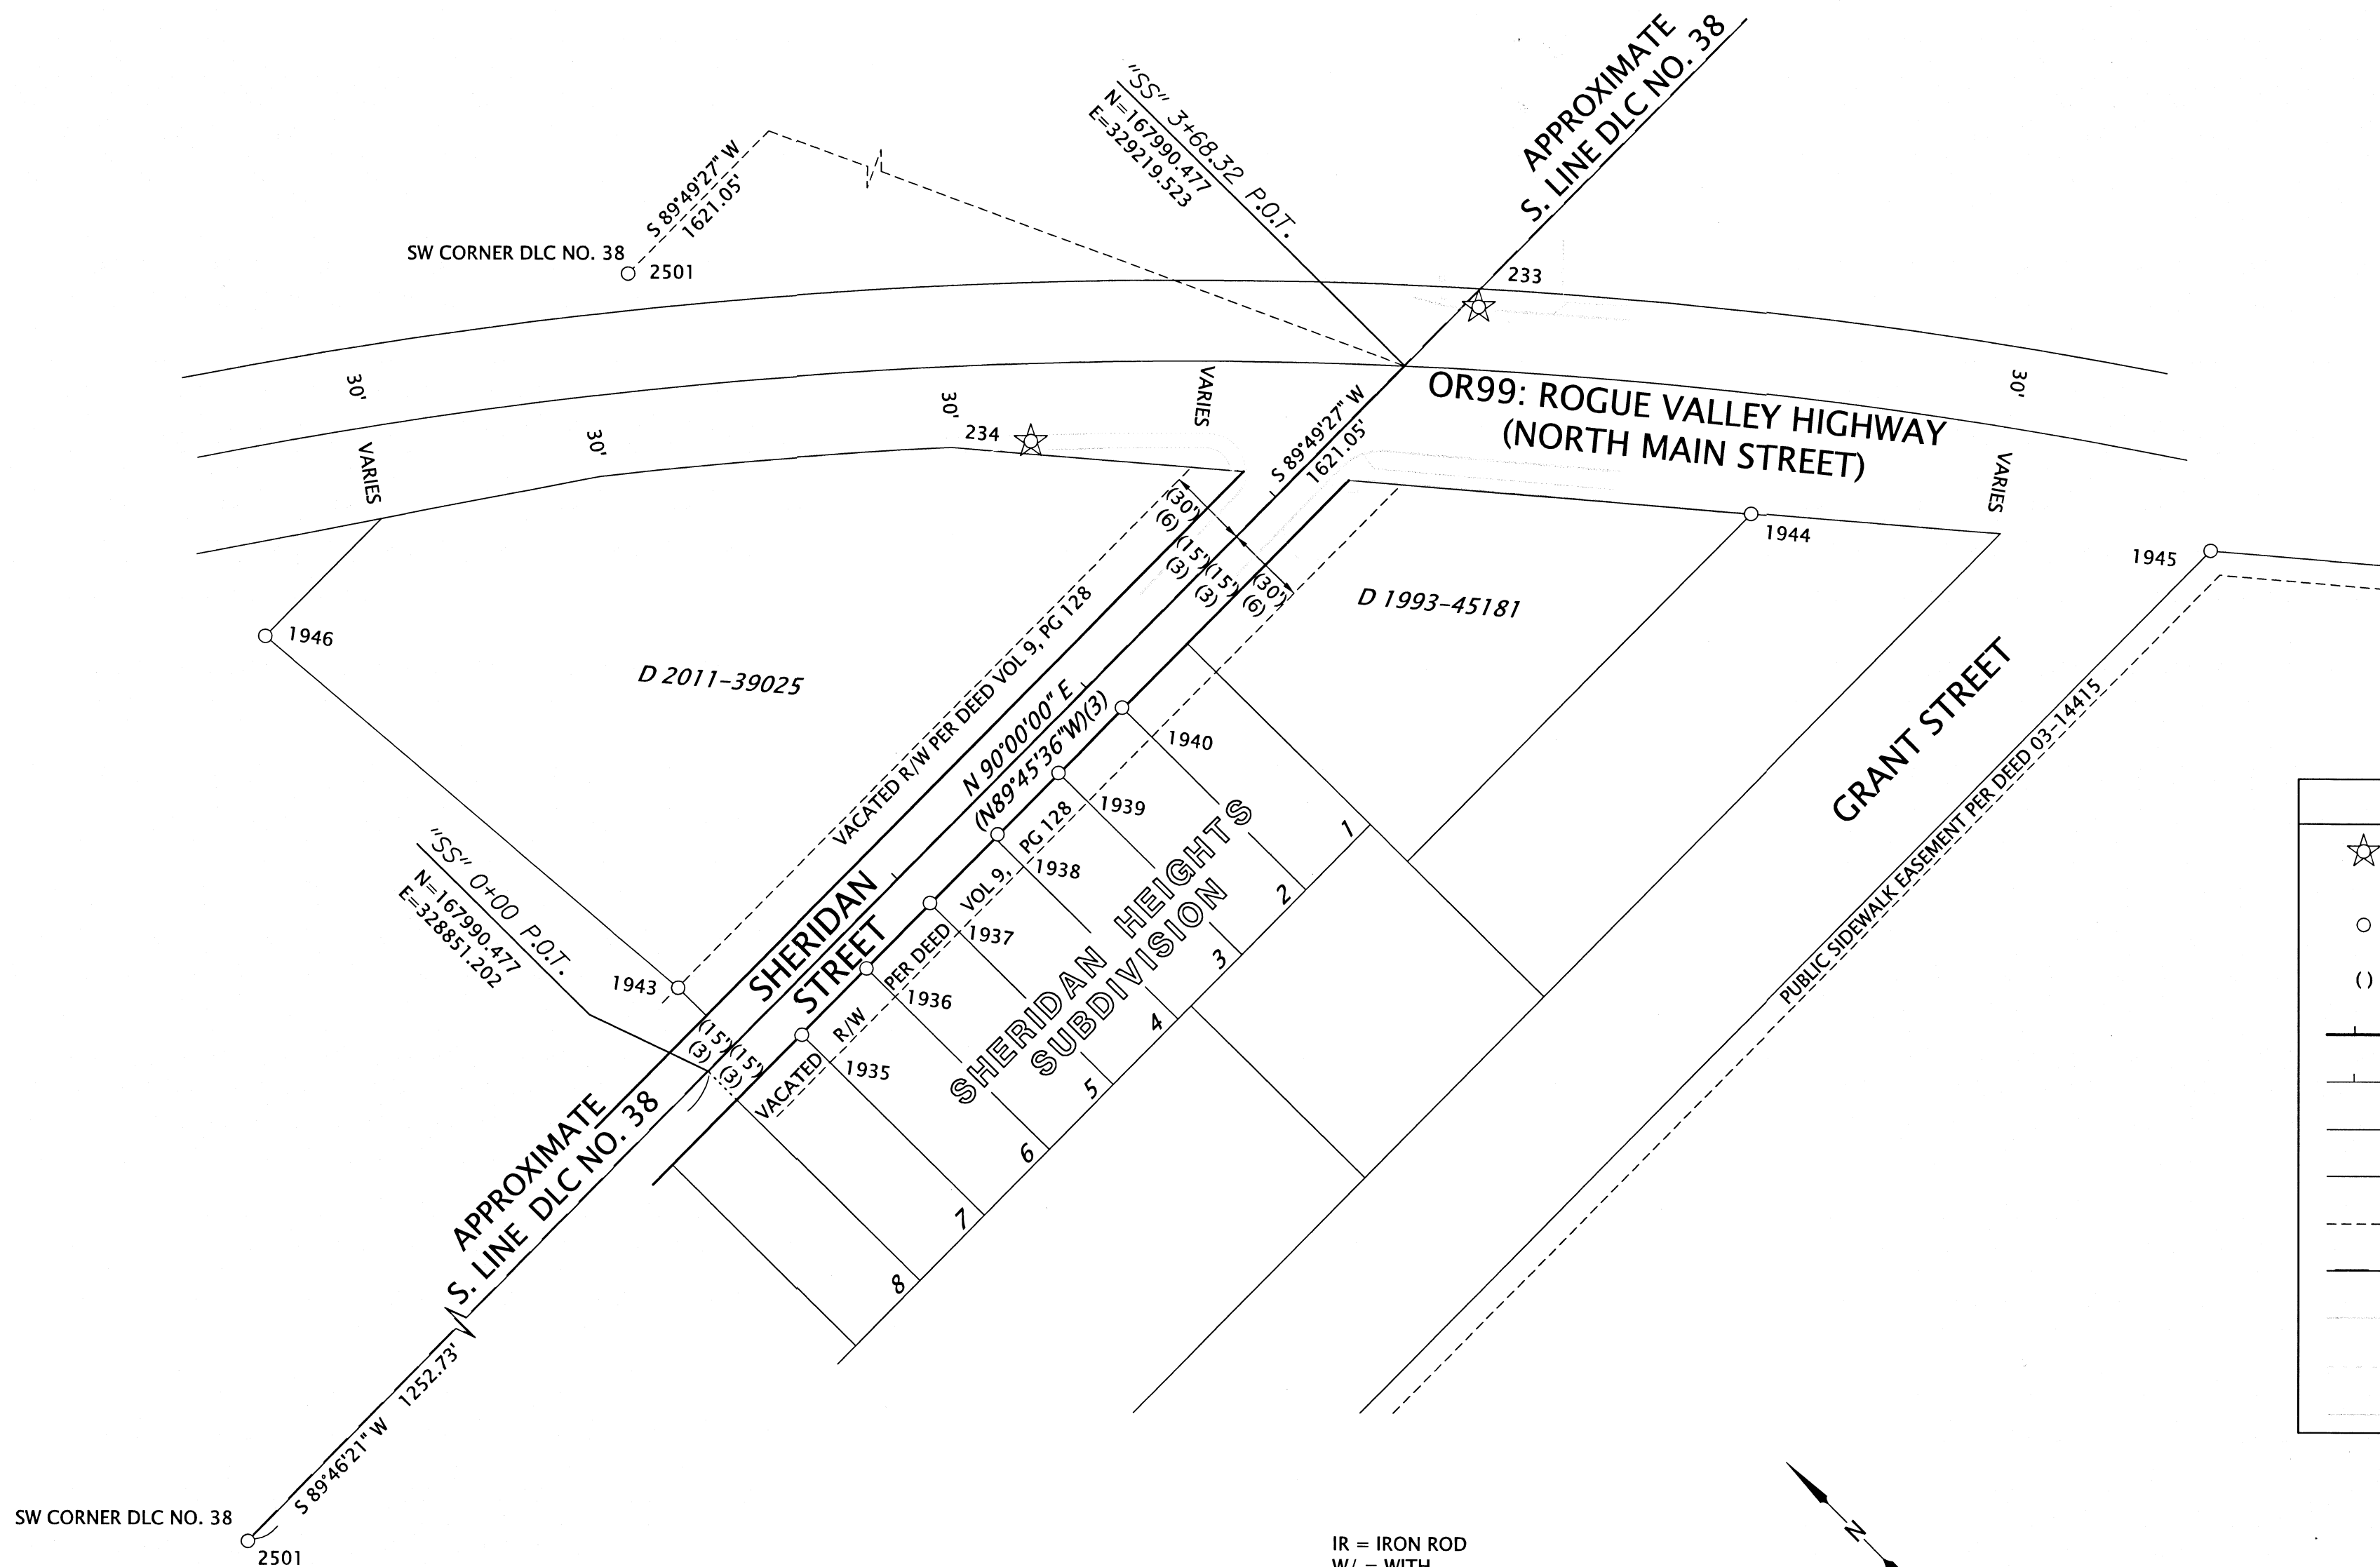 APPROXIMATE
S. LINE DLC NO. 38
"SS" 3+68.32 P.O.T.
N=167990.477
E=329219.523
S 89°49'27" W
1621.05'
SW CORNER DLC NO. 38
2501
233
30'
30'
30'
VARIES
234
VARIES
30'
OR99: ROGUE VALLEY HIGHWAY
(NORTH MAIN STREET)
S 89°49'27" W
1621.05'
VARIES
(30')
(6)
(15')
(3)
(15')
(3)
(30')
(6)
1944
1945
D 1993-45181
1946
D 2011-39025
VACATED R/W PER DEED VOL 9, PG 128
N 90°00'00" E
(N89°45'36"W)(3)
GRANT STREET
PUBLIC SIDEWALK EASEMENT PER DEED 03-14415
1940
1939
1938
1937
1936
1935
VACATED R/W PER DEED VOL 9, PG 128
SHERIDAN HEIGHTS
SUBDIVISION
1
2
3
4
5
6
7
8
"SS" 0+00 P.O.T.
N=167990.477
E=328851.202
1943
SHERIDAN
STREET
(15')
(3)
(15')
(3)
APPROXIMATE
S. LINE DLC NO. 38
( )
S 89°46'21" W 1252.73'
SW CORNER DLC NO. 38
2501
N
IR = IRON ROD
W/ = WITH